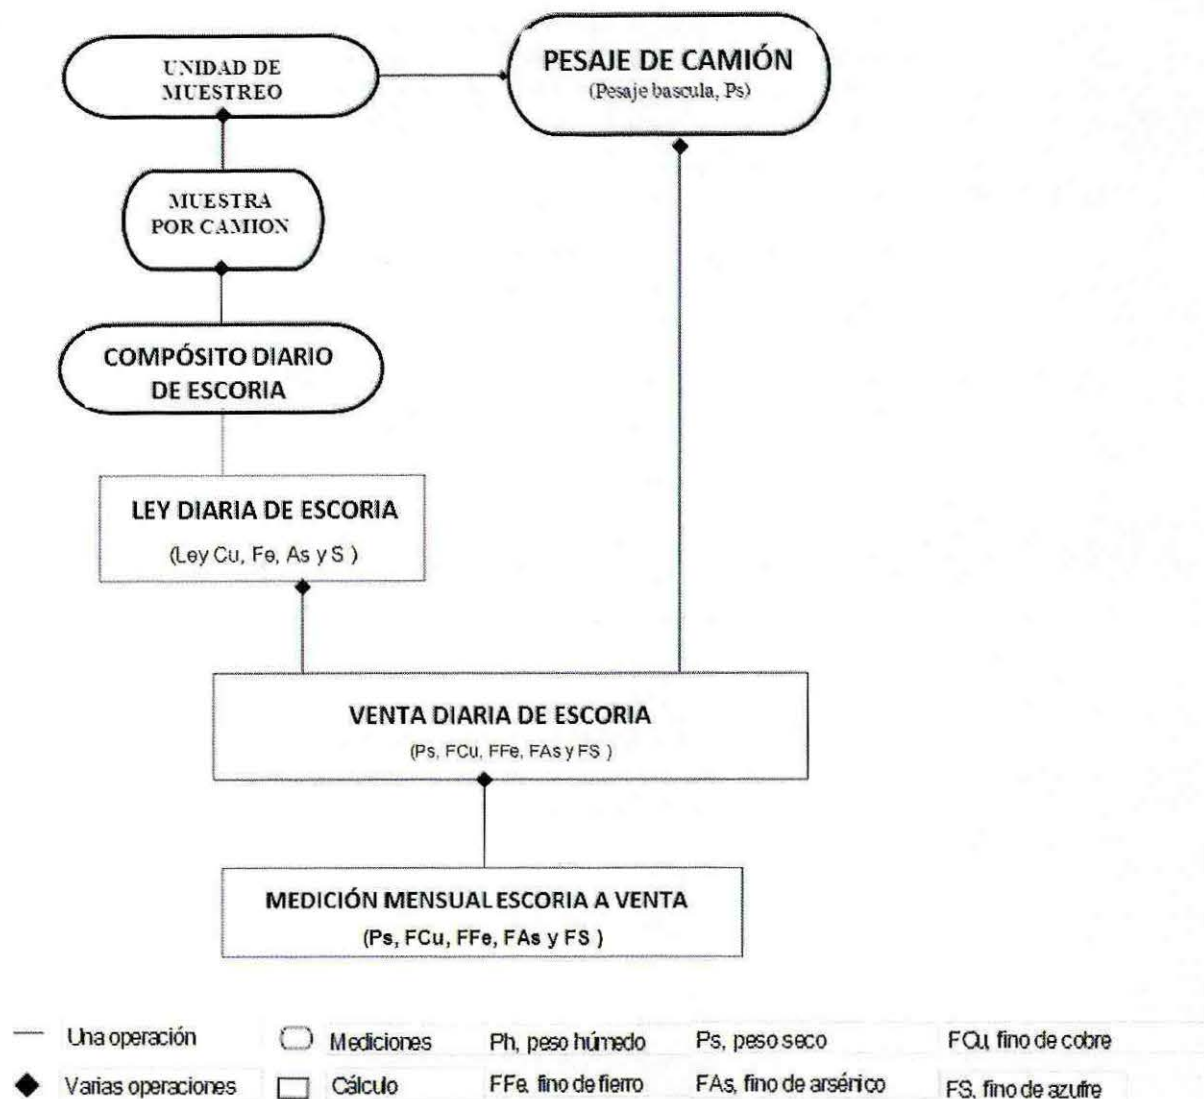 UNIDAD DE
MUESTREO
PESAJE DE CAMIÓN
(Pesaje bascula, Ps)
MUESTRA
POR CAMION
COMPÓSITO DIARIO
DE ESCORIA
LEY DIARIA DE ESCORIA
(Ley Cu, Fe, As y S )
VENTA DIARIA DE ESCORIA
(Ps, FCu, FFe, FAs y FS )
MEDICIÓN MENSUAL ESCORIA A VENTA
(Ps, FCu, FFe, FAs y FS )
Una operación Mediciones Ph, peso húmedo Ps, peso seco FCu, fino de cobre
Varias operaciones Cálculo FFe, fino de fierro FAs, fino de arsénico FS, fino de azufre